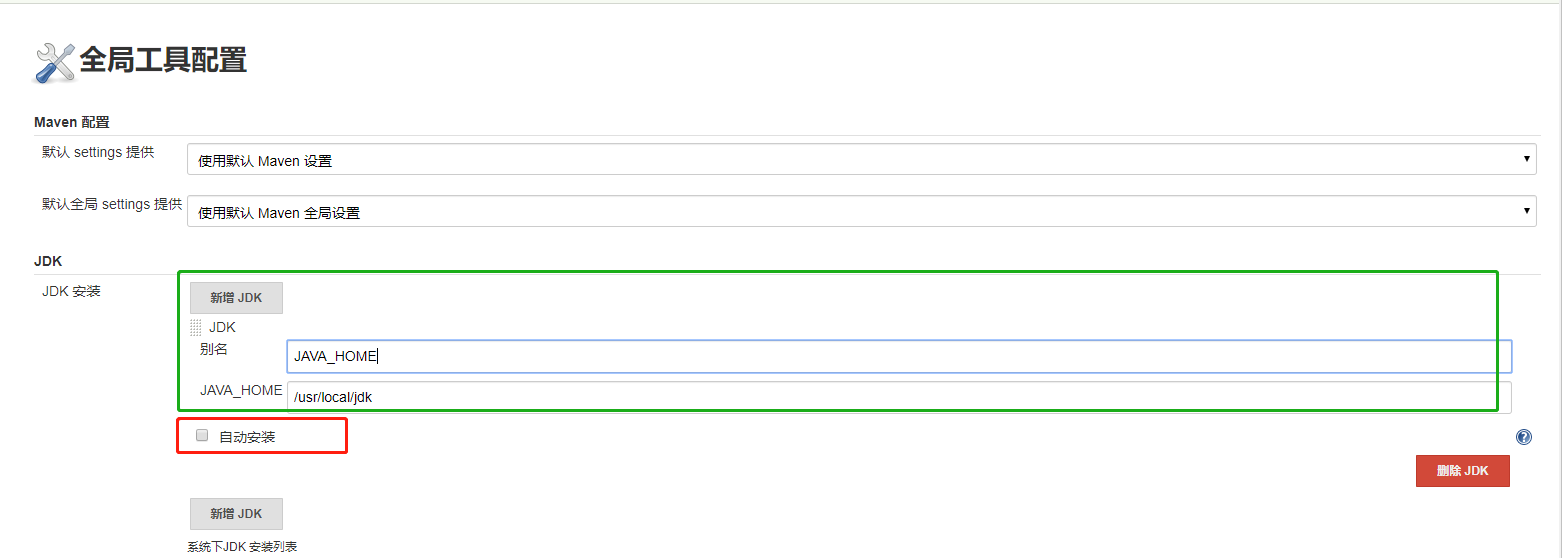 全局工具配置
Maven 配置
默认 settings 提供
使用默认 Maven 设置
默认全局 settings 提供
使用默认 Maven 全局设置
JDK
JDK 安装
新增 JDK
JDK
别名
JAVA_HOME
JAVA_HOME
/usr/local/jdk
自动安装
?
删除 JDK
新增 JDK
系统下JDK 安装列表